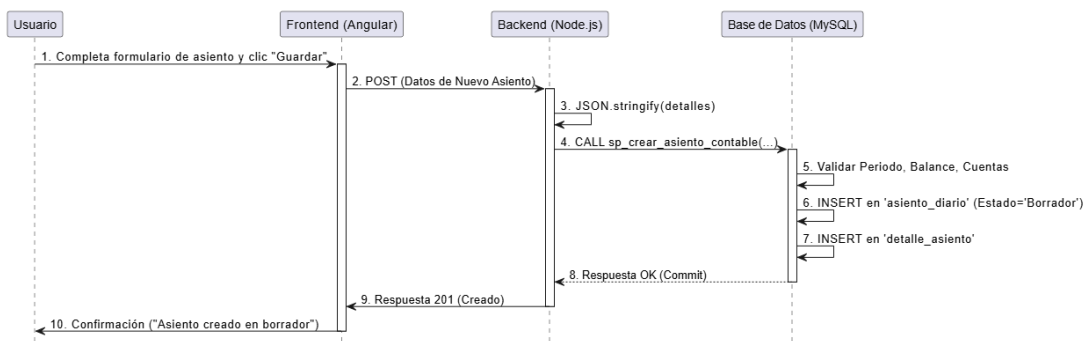 Usuario
Frontend (Angular)
Backend (Node.js)
Base de Datos (MySQL)
1. Completa formulario de asiento y clic "Guardar"
2. POST (Datos de Nuevo Asiento)
3. JSON.stringify(detalles)
4. CALL sp_crear_asiento_contable(...)
5. Validar Periodo, Balance, Cuentas
6. INSERT en 'asiento_diario' (Estado='Borrador')
7. INSERT en 'detalle_asiento'
8. Respuesta OK (Commit)
9. Respuesta 201 (Creado)
10. Confirmación ("Asiento creado en borrador")